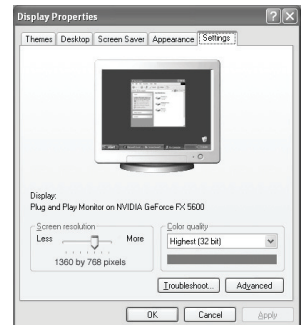 Display Properties
Themes Desktop Screen Saver Appearance Settings
Display:
Plug and Play Monitor on NVIDIA GeForce FX 5600
Screen resolution
Less More
1360 by 768 pixels
Color quality
Highest (32 bit)
Troubleshoot... Advanced
OK Cancel Apply